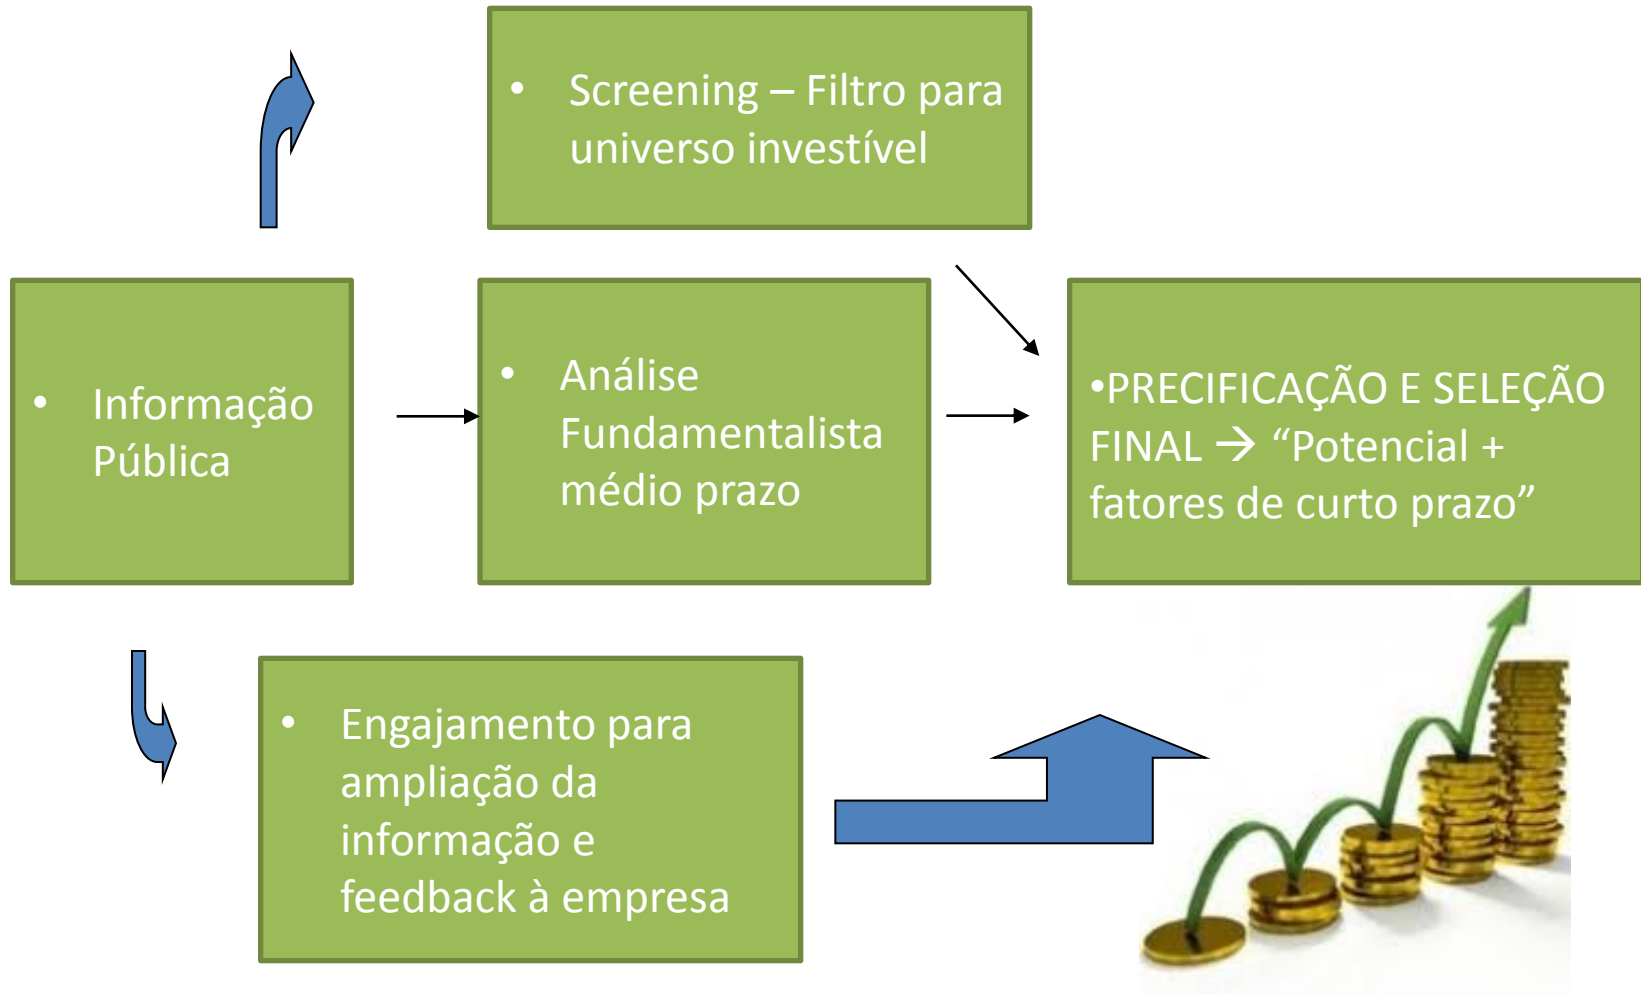 • Screening – Filtro para
universo investível
• Informação
Pública
• Análise
Fundamentalista
médio prazo
•PRECIFICAÇÃO E SELEÇÃO
FINAL → “Potencial +
fatores de curto prazo”
• Engajamento para
ampliação da
informação e
feedback à empresa